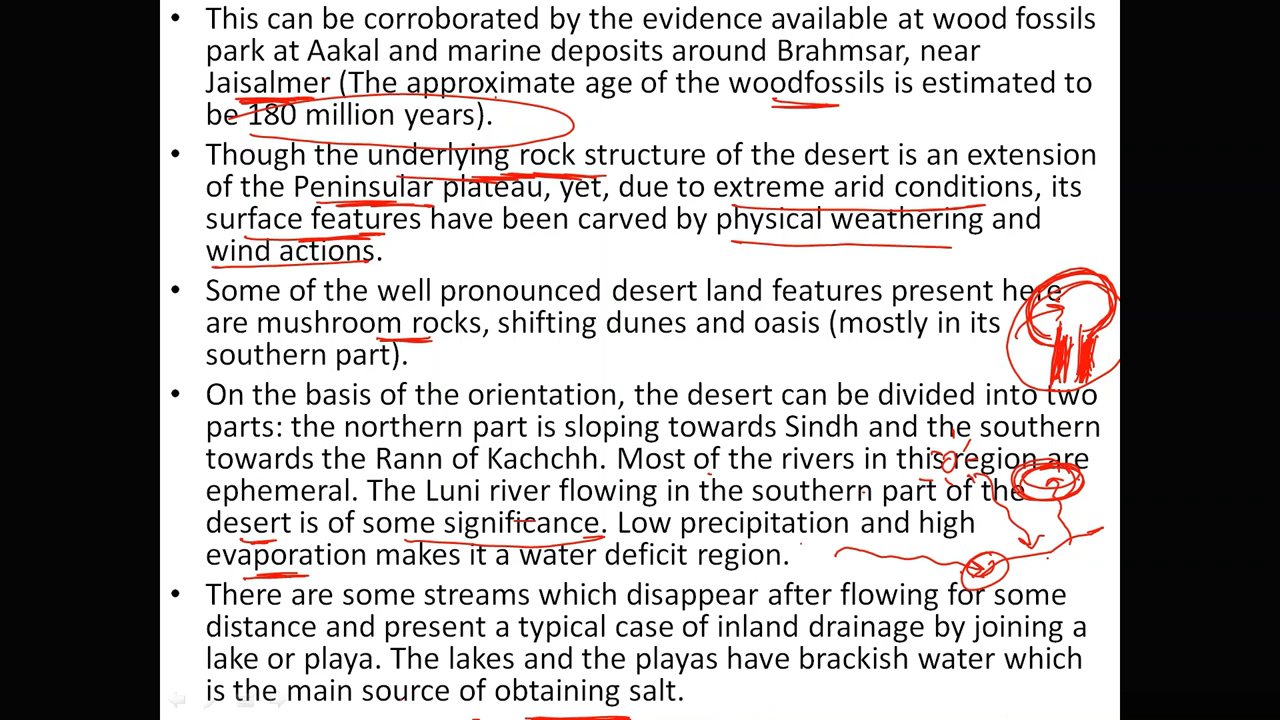 • This can be corroborated by the evidence available at wood fossils
park at Aakal and marine deposits around Brahmsar, near
Jaisalmer (The approximate age of the woodfossils is estimated to
be 180 million years).
• Though the underlying rock structure of the desert is an extension
of the Peninsular plateau, yet, due to extreme arid conditions, its
surface features have been carved by physical weathering and
wind actions.
• Some of the well pronounced desert land features present here
are mushroom rocks, shifting dunes and oasis (mostly in its
southern part).
• On the basis of the orientation, the desert can be divided into two
parts: the northern part is sloping towards Sindh and the southern
towards the Rann of Kachchh. Most of the rivers in this region are
ephemeral. The Luni river flowing in the southern part of the
desert is of some significance. Low precipitation and high
evaporation makes it a water deficit region.
• There are some streams which disappear after flowing for some
distance and present a typical case of inland drainage by joining a
lake or playa. The lakes and the playas have brackish water which
is the main source of obtaining salt.